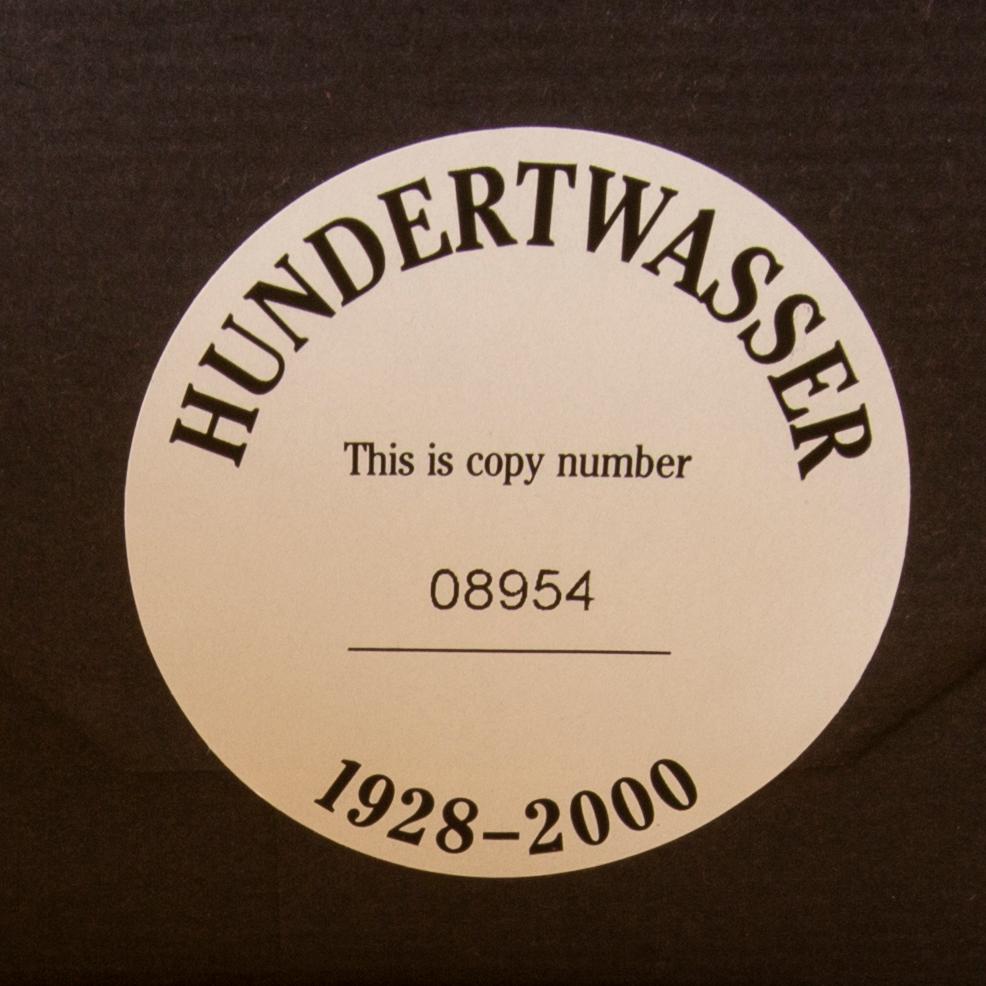 HUNDERTWASSER
This is copy number
08954
1928–2000